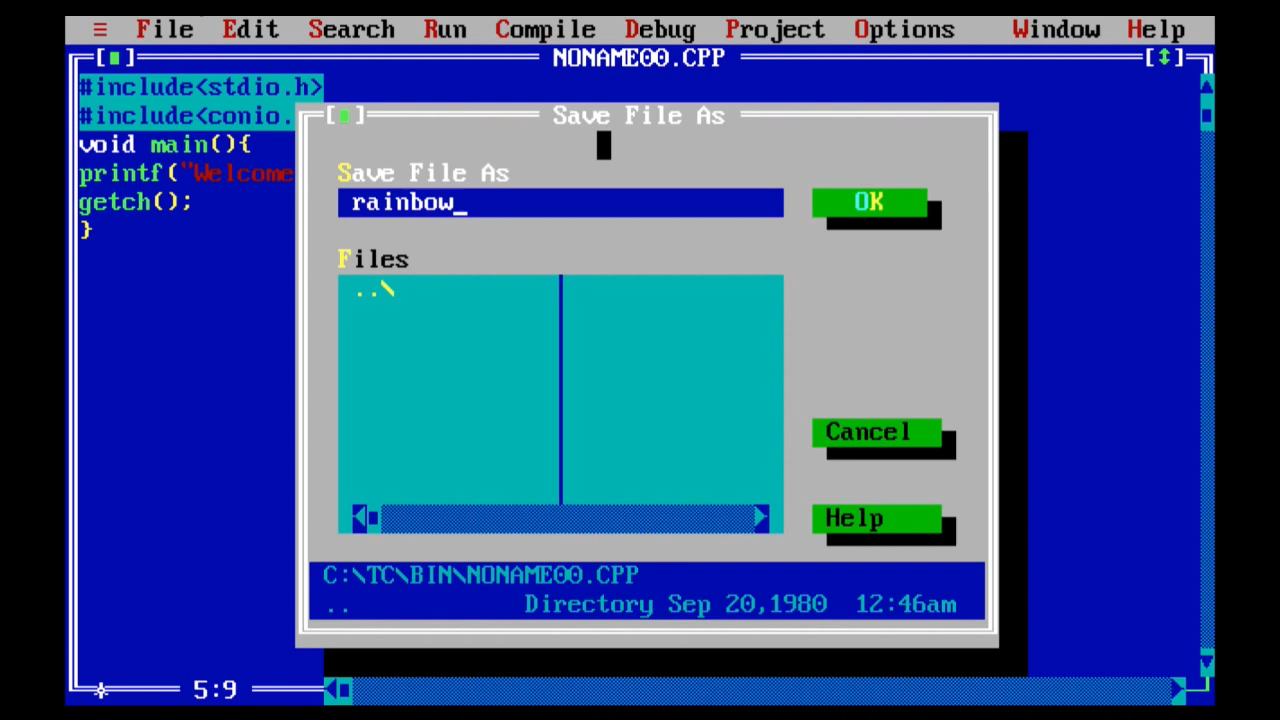 ≡ File Edit Search Run Compile Debug Project Options Window Help
[■] NONAME00.CPP [↕]
#include<stdio.h>
#include<conio.
void main(){
printf("Welcome
getch();
}
[■] Save File As
Save File As
rainbow_
OK
Files
..\
Cancel
Help
C:\TC\BIN\NONAME00.CPP
.. Directory Sep 20,1980 12:46am
5:9